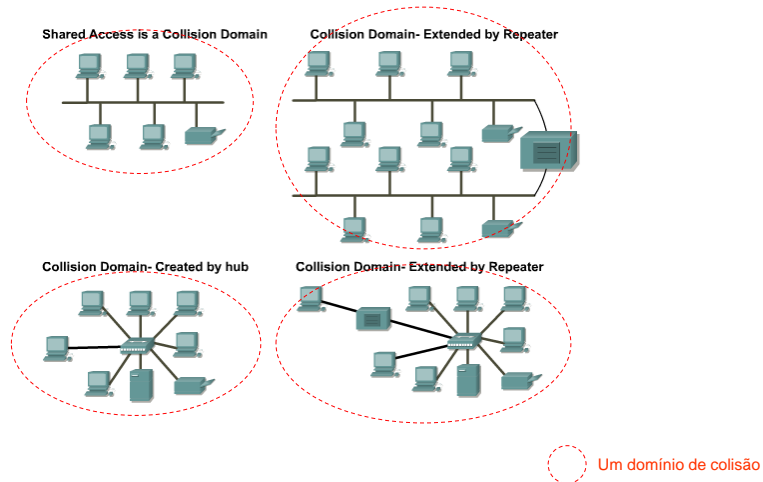 Shared Access is a Collision Domain
Collision Domain- Extended by Repeater
Collision Domain- Created by hub
Collision Domain- Extended by Repeater
Um domínio de colisão